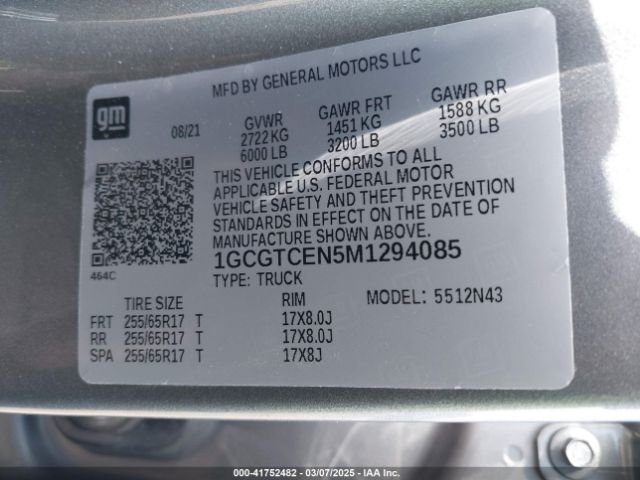 MFD BY GENERAL MOTORS LLC
gm
08/21
GVWR GAWR FRT GAWR RR
2722 KG 1451 KG 1588 KG
6000 LB 3200 LB 3500 LB
THIS VEHICLE CONFORMS TO ALL
APPLICABLE U.S. FEDERAL MOTOR
VEHICLE SAFETY AND THEFT PREVENTION
STANDARDS IN EFFECT ON THE DATE OF
MANUFACTURE SHOWN ABOVE.
1GCGTCEN5M1294085
464C
TYPE: TRUCK
TIRE SIZE RIM MODEL: 5512N43
FRT 255/65R17 T 17X8.0J
RR 255/65R17 T 17X8.0J
SPA 255/65R17 T 17X8J
000-41752482 — 03/07/2025 — IAA Inc.